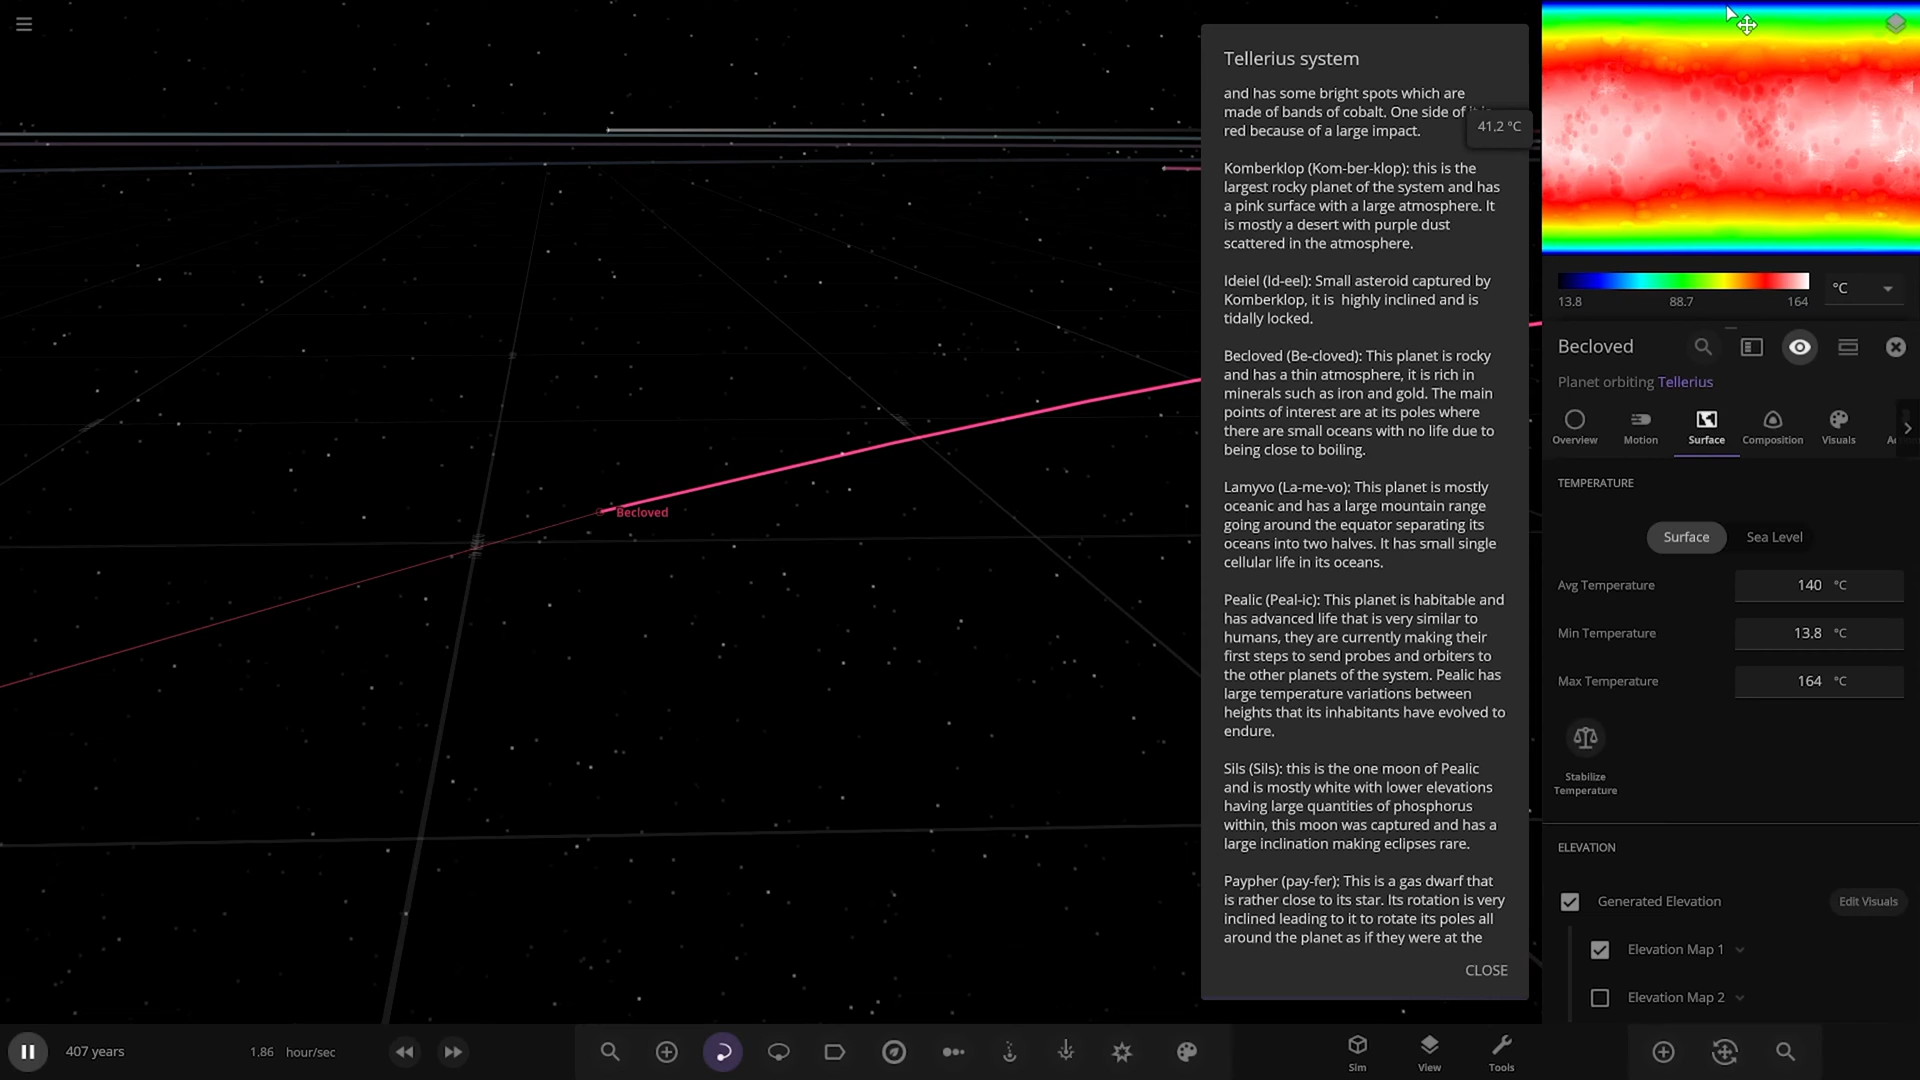 Tellerius system
and has some bright spots which are
made of bands of cobalt. One side of
red because of a large impact.
41.2 °C
Komberklop (Kom-ber-klop): this is the
largest rocky planet of the system and has
a pink surface with a large atmosphere. It
is mostly a desert with purple dust
scattered in the atmosphere.
Ideiel (Id-eel): Small asteroid captured by
Komberklop, it is  highly inclined and is
tidally locked.
Becloved (Be-cloved): This planet is rocky
and has a thin atmosphere, it is rich in
minerals such as iron and gold. The main
points of interest are at its poles where
there are small oceans with no life due to
being close to boiling.
Lamyvo (La-me-vo): This planet is mostly
oceanic and has a large mountain range
going around the equator separating its
oceans into two halves. It has small single
cellular life in its oceans.
Pealic (Peal-ic): This planet is habitable and
has advanced life that is very similar to
humans, they are currently making their
first steps to send probes and orbiters to
the other planets of the system. Pealic has
large temperature variations between
heights that its inhabitants have evolved to
endure,
Sils (Sils): this is the one moon of Pealic
and is mostly white with lower elevations
having large quantities of phosphorus
within, this moon was captured and has a
large inclination making eclipses rare.
Paypher (pay-fer): This is a gas dwarf that
is rather close to its star. Its rotation is very
inclined leading to it to rotate its poles all
around the planet as if they were at the
CLOSE
Becloved
13.8 88.7 164 °C
Becloved
Planet orbiting Tellerius
Overview Motion Surface Composition Visuals
TEMPERATURE
Surface Sea Level
Avg Temperature 140 °C
Min Temperature 13.8 °C
Max Temperature 164 °C
Stabilize
Temperature
ELEVATION
Generated Elevation Edit Visuals
Elevation Map 1
Elevation Map 2
407 years 1.86 hour/sec
Sim View Tools